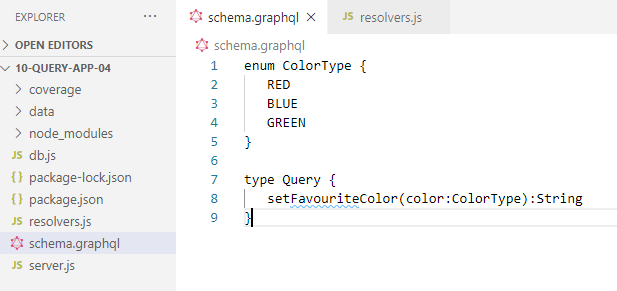 EXPLORER ···
OPEN EDITORS
10-QUERY-APP-04
coverage
data
node_modules
JS db.js
{ } package-lock.json
{ } package.json
JS resolvers.js
schema.graphql
JS server.js
schema.graphql ×
JS resolvers.js
schema.graphql
1 enum ColorType {
2 RED
3 BLUE
4 GREEN
5 }
6
7 type Query {
8 setFavouriteColor(color:ColorType):String
9 }